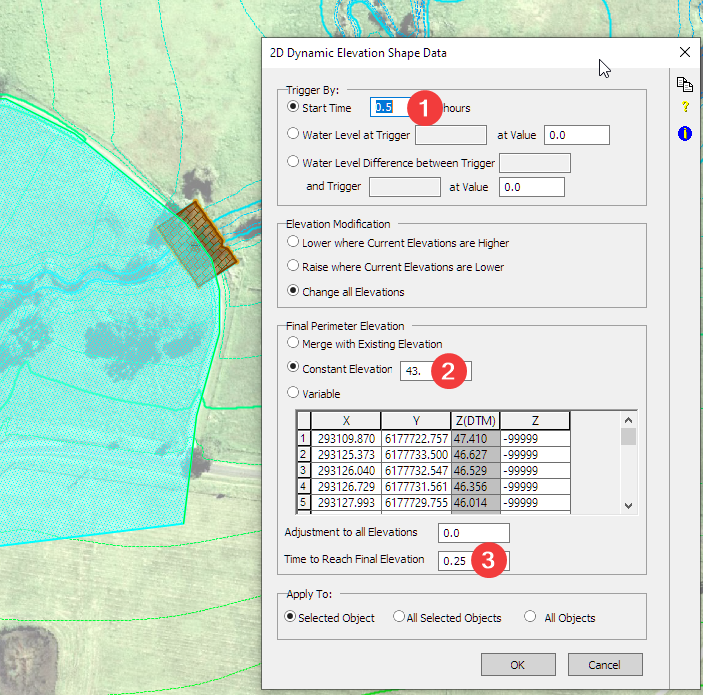 2D Dynamic Elevation Shape Data
Trigger By:
Start Time 0.5 1 hours
Water Level at Trigger at Value 0.0
Water Level Difference between Trigger
and Trigger at Value 0.0
Elevation Modification
Lower where Current Elevations are Higher
Raise where Current Elevations are Lower
Change all Elevations
Final Perimeter Elevation
Merge with Existing Elevation
Constant Elevation 43. 2
Variable
X Y Z(DTM) Z
1 293109.870 6177722.757 47.410 -99999
2 293125.373 6177733.500 46.627 -99999
3 293126.040 6177732.547 46.529 -99999
4 293126.729 6177731.561 46.356 -99999
5 293127.993 6177729.755 46.014 -99999
Adjustment to all Elevations 0.0
Time to Reach Final Elevation 0.25 3
Apply To:
Selected Object All Selected Objects All Objects
OK Cancel